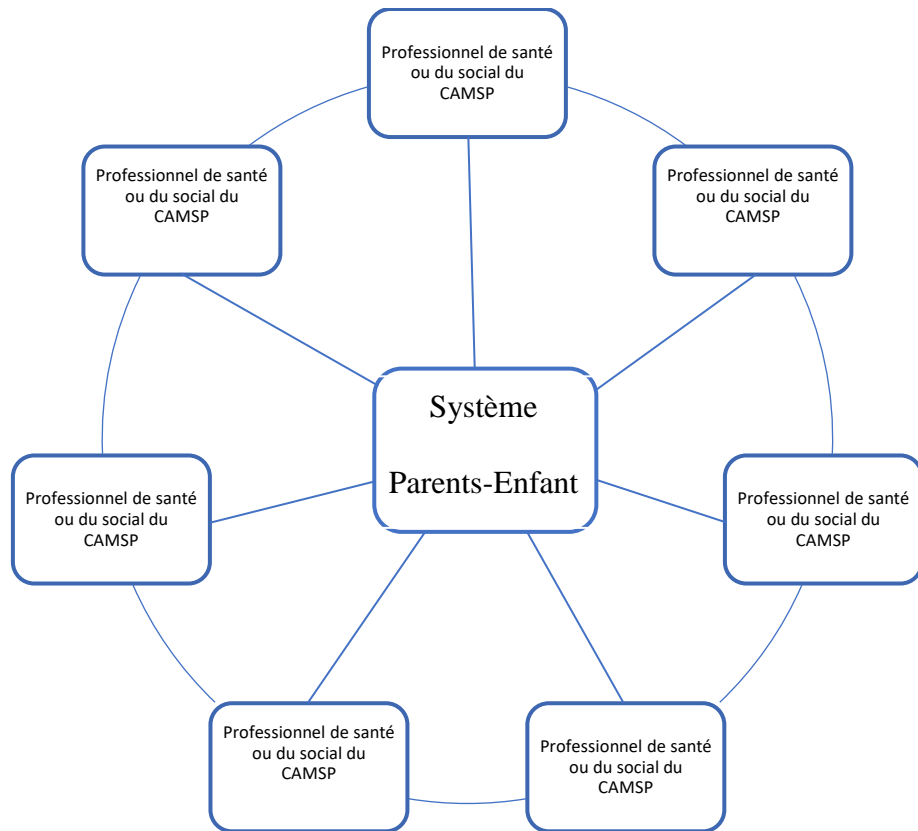 Professionnel de santé
ou du social du
CAMSP
Professionnel de santé
ou du social du
CAMSP
Professionnel de santé
ou du social du
CAMSP
Système
Parents-Enfant
Professionnel de santé
ou du social du
CAMSP
Professionnel de santé
ou du social du
CAMSP
Professionnel de santé
ou du social du
CAMSP
Professionnel de santé
ou du social du
CAMSP